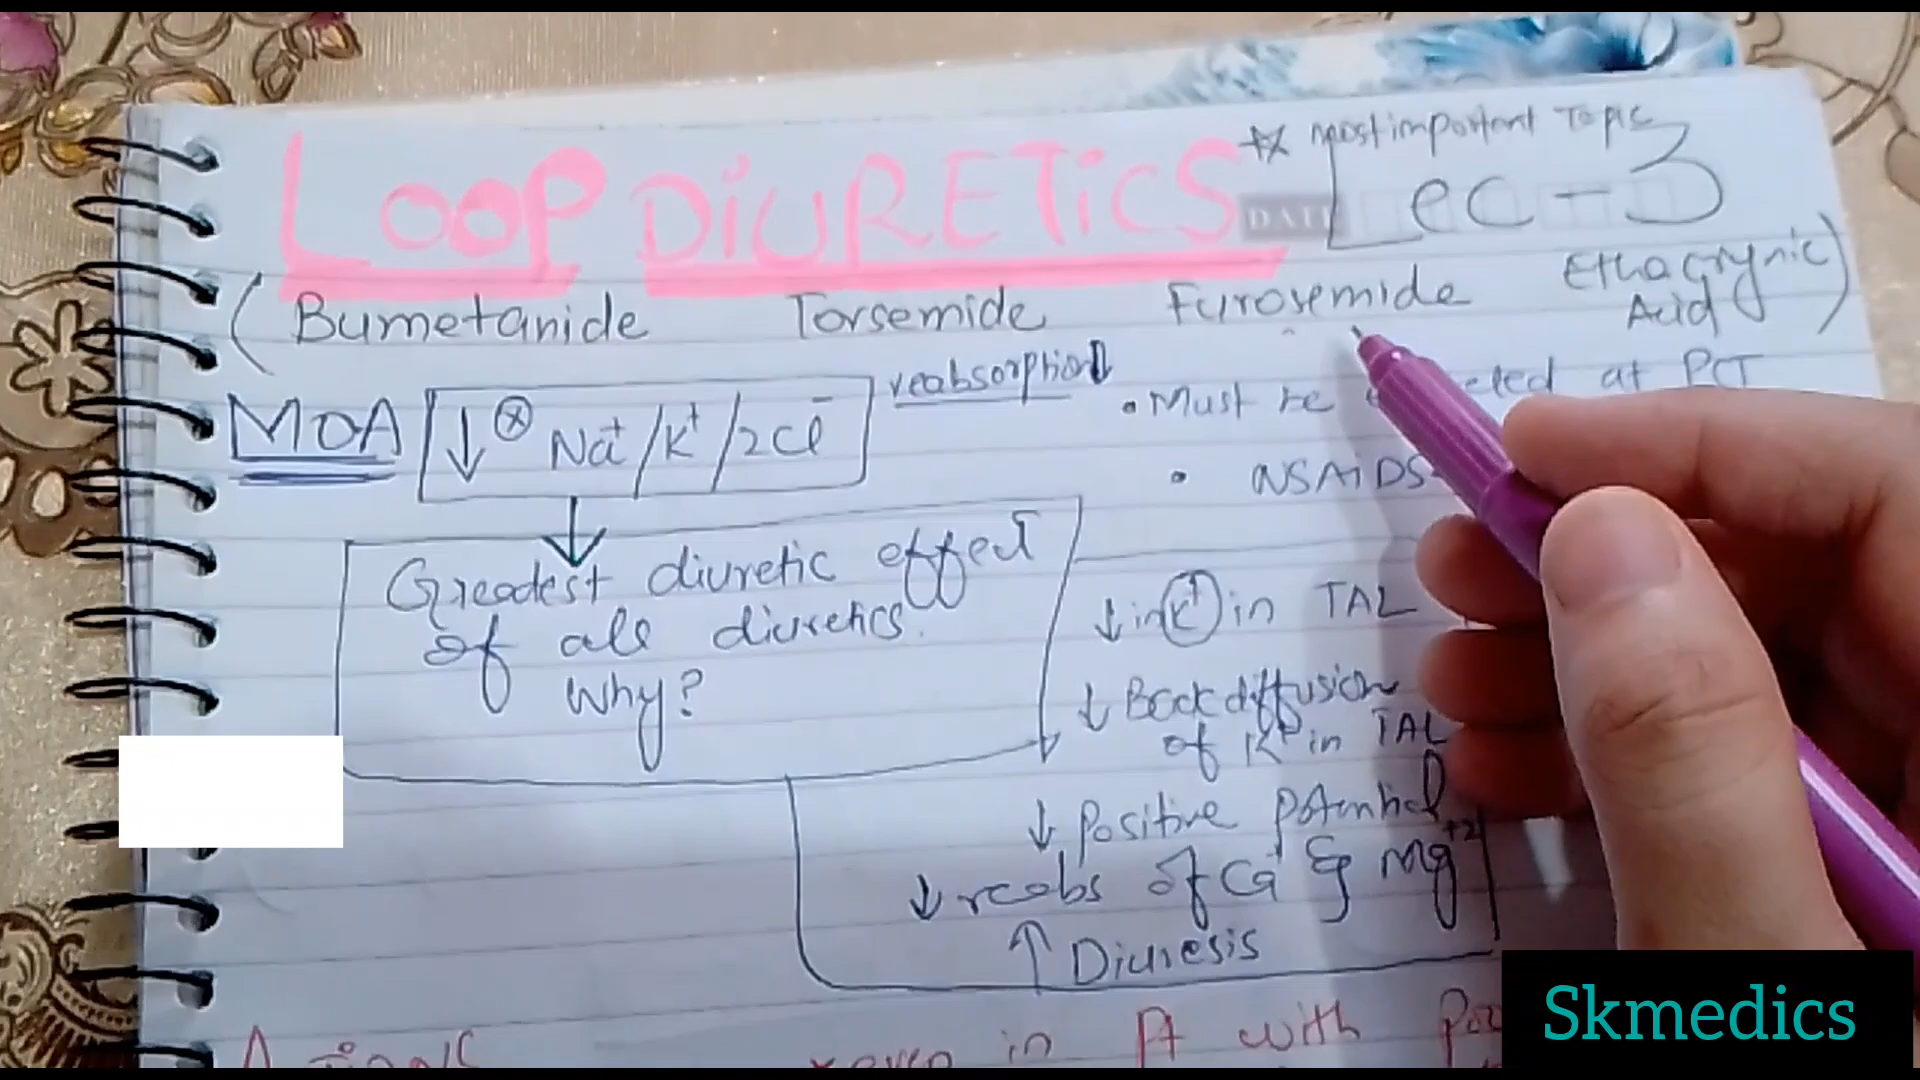 ☆ Most important Topic
LOOP DIURETICS
Lec-3
DATE
(Bumetanide Torsemide Furosemide Ethacrynic Acid)
MOA ↓ ⊗ Na+/K+/2Cl- reabsorption
• Must be at PCT
• NSAIDS
Greatest diuretic effect
of all diuretics.
Why?
↓ in K+ in TAL
↓ Back diffusion
of K+ in TAL
↓ Positive potential
↓ reabs of Ca+ & Mg+2
↑ Diuresis
even in Pt with
Skmedics